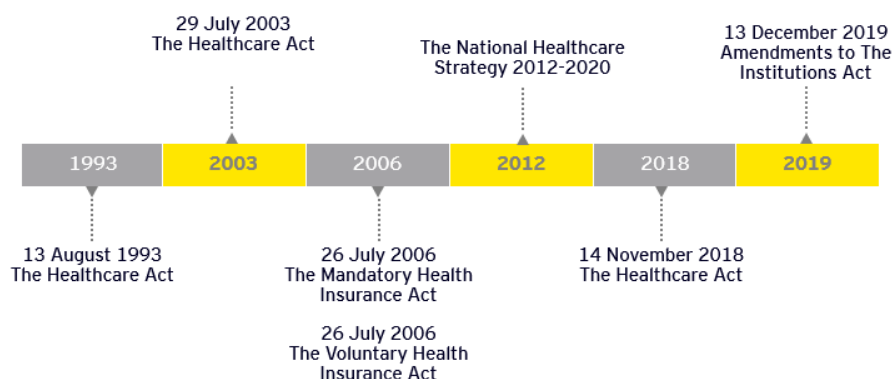 29 July 2003
The Healthcare Act
The National Healthcare
Strategy 2012-2020
13 December 2019
Amendments to The
Institutions Act
1993
2003
2006
2012
2018
2019
13 August 1993
The Healthcare Act
26 July 2006
The Mandatory Health
Insurance Act
26 July 2006
The Voluntary Health
Insurance Act
14 November 2018
The Healthcare Act